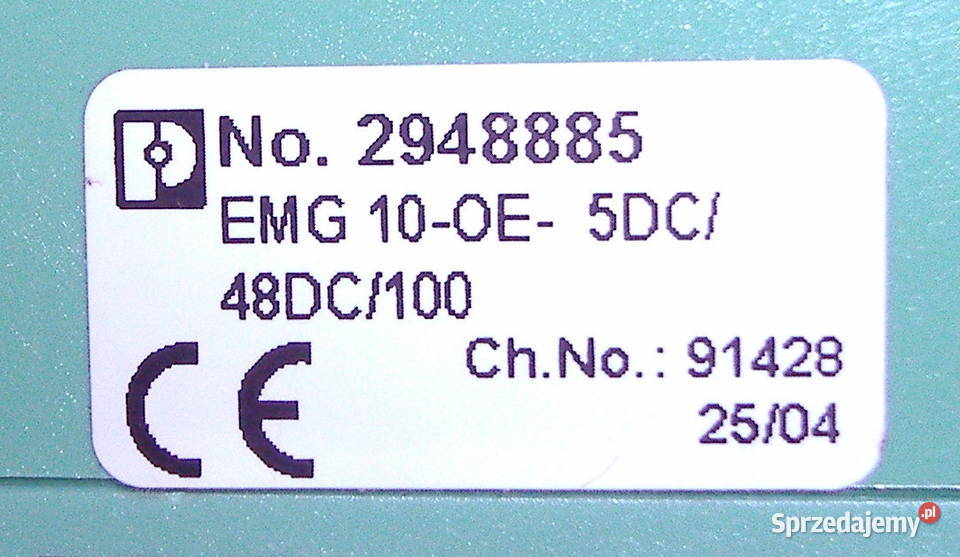 No. 2948885
EMG 10-OE- 5DC/
48DC/100
CE
Ch.No.: 91428
25/04
Sprzedajemy.pl